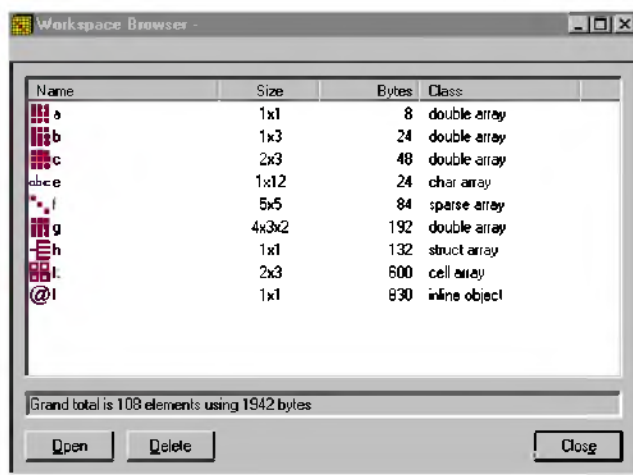 Workspace Browser -
Name Size Bytes Class
a 1x1 8 double array
b 1x3 24 double array
c 2x3 48 double array
abc e 1x12 24 char array
f 5x5 84 sparse array
g 4x3x2 192 double array
h 1x1 132 struct array
2x3 600 cell array
@ l 1x1 830 inline object
Grand total is 108 elements using 1942 bytes
Open Delete Close